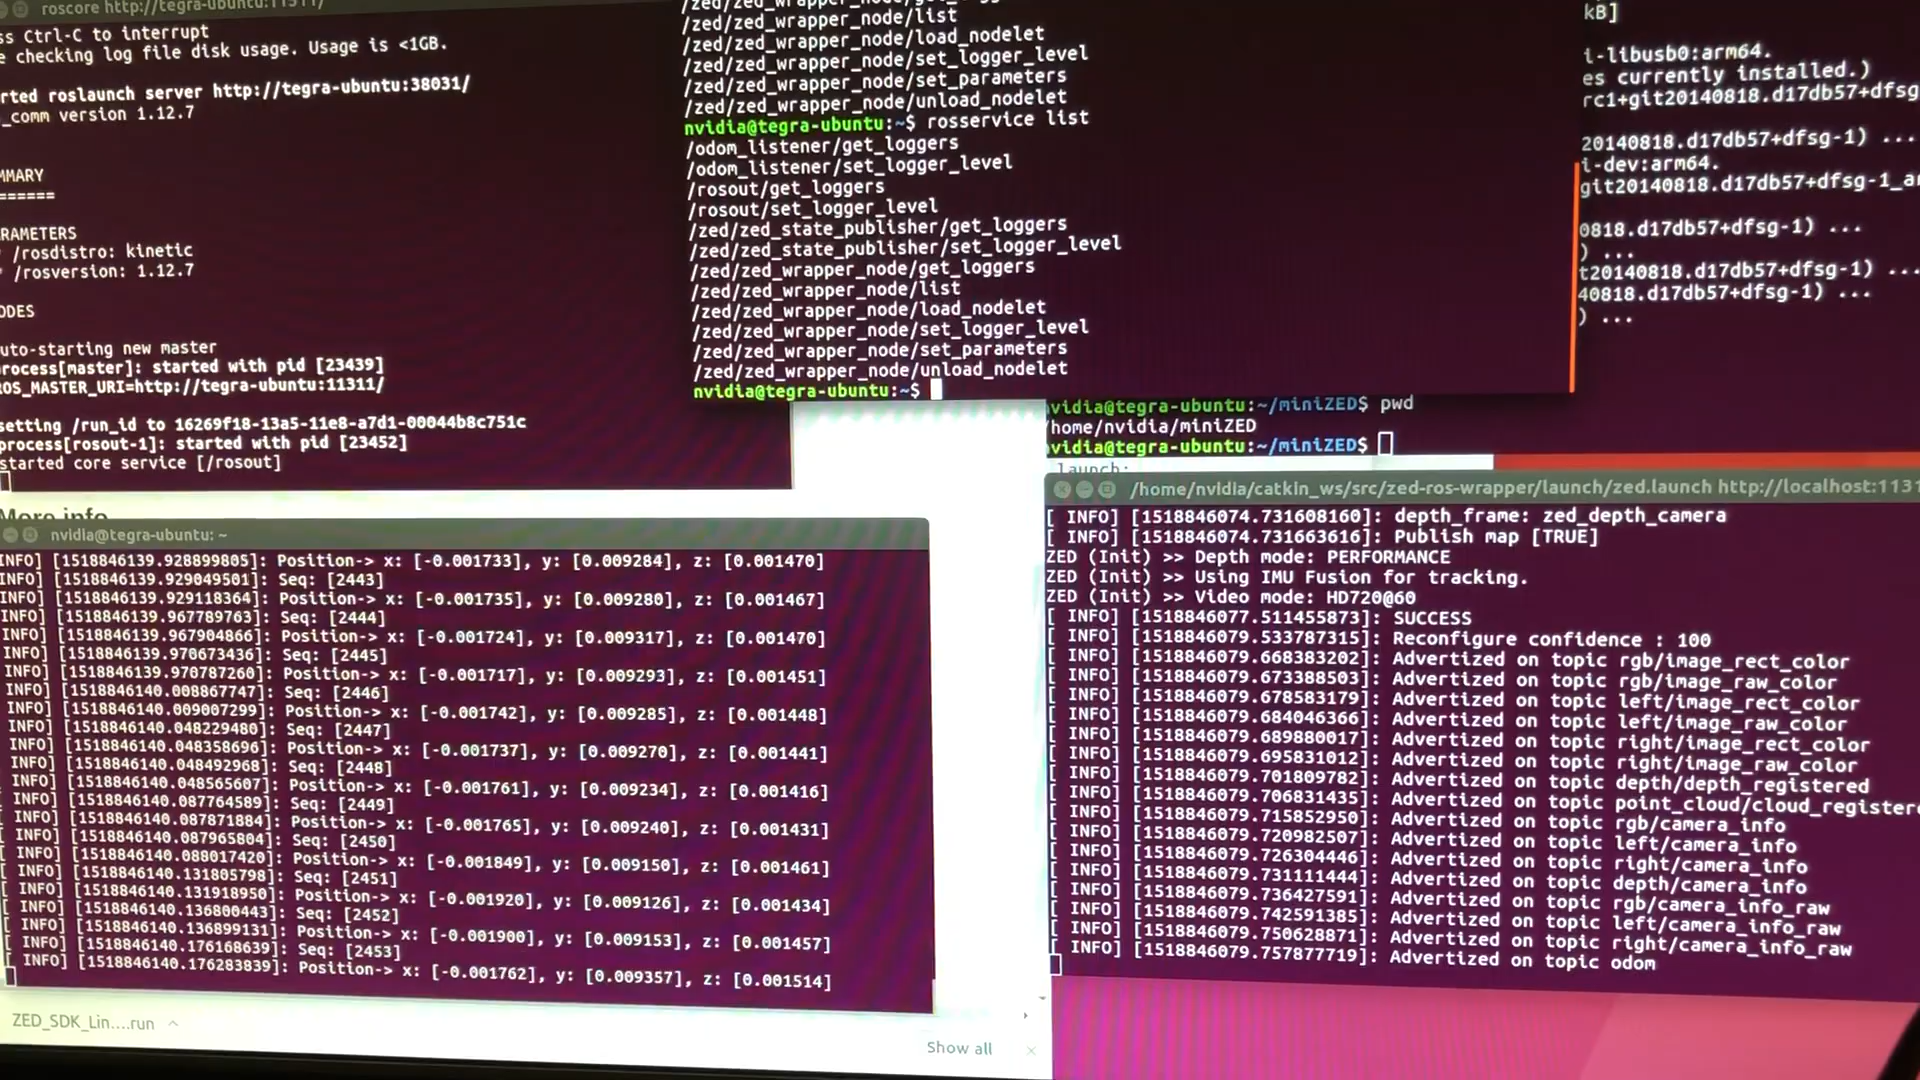 roscore http://tegra-ubuntu:11311/
ss Ctrl-C to interrupt
e checking log file disk usage. Usage is <1GB.
rted roslaunch server http://tegra-ubuntu:38031/
_comm version 1.12.7
MMARY
======
RAMETERS
/rosdistro: kinetic
/rosversion: 1.12.7
ODES
uto-starting new master
process[master]: started with pid [23439]
ROS_MASTER_URI=http://tegra-ubuntu:11311/
setting /run_id to 16269f18-13a5-11e8-a7d1-00044b8c751c
process[rosout-1]: started with pid [23452]
started core service [/rosout]
/zed/zed_wrapper_node/list
/zed/zed_wrapper_node/load_nodelet
/zed/zed_wrapper_node/set_logger_level
/zed/zed_wrapper_node/set_parameters
/zed/zed_wrapper_node/unload_nodelet
nvidia@tegra-ubuntu:~$ rosservice list
/odom_listener/get_loggers
/odom_listener/set_logger_level
/rosout/get_loggers
/rosout/set_logger_level
/zed/zed_state_publisher/get_loggers
/zed/zed_state_publisher/set_logger_level
/zed/zed_wrapper_node/get_loggers
/zed/zed_wrapper_node/list
/zed/zed_wrapper_node/load_nodelet
/zed/zed_wrapper_node/set_logger_level
/zed/zed_wrapper_node/set_parameters
/zed/zed_wrapper_node/unload_nodelet
nvidia@tegra-ubuntu:~$
kB]
i-libusb0:arm64.
es currently installed.)
rc1+git20140818.d17db57+dfsg
20140818.d17db57+dfsg-1) ...
i-dev:arm64.
git20140818.d17db57+dfsg-1_a
0818.d17db57+dfsg-1) ...
) ...
t20140818.d17db57+dfsg-1) ...
40818.d17db57+dfsg-1) ...
) ...
nvidia@tegra-ubuntu:~/miniZED$ pwd
/home/nvidia/miniZED
nvidia@tegra-ubuntu:~/miniZED$
launch:
More info
nvidia@tegra-ubuntu: ~
INFO] [1518846139.928899805]: Position-> x: [-0.001733], y: [0.009284], z: [0.001470]
INFO] [1518846139.929049501]: Seq: [2443]
INFO] [1518846139.929118364]: Position-> x: [-0.001735], y: [0.009280], z: [0.001467]
INFO] [1518846139.967789763]: Seq: [2444]
INFO] [1518846139.967904866]: Position-> x: [-0.001724], y: [0.009317], z: [0.001470]
INFO] [1518846139.970673436]: Seq: [2445]
INFO] [1518846139.970787260]: Position-> x: [-0.001717], y: [0.009293], z: [0.001451]
INFO] [1518846140.008867747]: Seq: [2446]
INFO] [1518846140.009007299]: Position-> x: [-0.001742], y: [0.009285], z: [0.001448]
INFO] [1518846140.048229480]: Seq: [2447]
INFO] [1518846140.048358696]: Position-> x: [-0.001737], y: [0.009270], z: [0.001441]
INFO] [1518846140.048492968]: Seq: [2448]
INFO] [1518846140.048565607]: Position-> x: [-0.001761], y: [0.009234], z: [0.001416]
INFO] [1518846140.087764589]: Seq: [2449]
INFO] [1518846140.087871884]: Position-> x: [-0.001765], y: [0.009240], z: [0.001431]
INFO] [1518846140.087965804]: Seq: [2450]
[ INFO] [1518846140.088017420]: Position-> x: [-0.001849], y: [0.009150], z: [0.001461]
[ INFO] [1518846140.131805798]: Seq: [2451]
[ INFO] [1518846140.131918950]: Position-> x: [-0.001920], y: [0.009126], z: [0.001434]
[ INFO] [1518846140.136800443]: Seq: [2452]
[ INFO] [1518846140.136899131]: Position-> x: [-0.001900], y: [0.009153], z: [0.001457]
[ INFO] [1518846140.176168639]: Seq: [2453]
[ INFO] [1518846140.176283839]: Position-> x: [-0.001762], y: [0.009357], z: [0.001514]
/home/nvidia/catkin_ws/src/zed-ros-wrapper/launch/zed.launch http://localhost:1131
[ INFO] [1518846074.731608160]: depth_frame: zed_depth_camera
[ INFO] [1518846074.731663616]: Publish map [TRUE]
ZED (Init) >> Depth mode: PERFORMANCE
ZED (Init) >> Using IMU Fusion for tracking.
ZED (Init) >> Video mode: HD720@60
[ INFO] [1518846077.511455873]: SUCCESS
[ INFO] [1518846079.533787315]: Reconfigure confidence : 100
[ INFO] [1518846079.668383202]: Advertized on topic rgb/image_rect_color
[ INFO] [1518846079.673388503]: Advertized on topic rgb/image_raw_color
[ INFO] [1518846079.678583179]: Advertized on topic left/image_rect_color
[ INFO] [1518846079.684046366]: Advertized on topic left/image_raw_color
[ INFO] [1518846079.689880017]: Advertized on topic right/image_rect_color
[ INFO] [1518846079.695831012]: Advertized on topic right/image_raw_color
[ INFO] [1518846079.701809782]: Advertized on topic depth/depth_registered
[ INFO] [1518846079.706831435]: Advertized on topic point_cloud/cloud_registere
[ INFO] [1518846079.715852950]: Advertized on topic rgb/camera_info
[ INFO] [1518846079.720982507]: Advertized on topic left/camera_info
[ INFO] [1518846079.726304446]: Advertized on topic right/camera_info
[ INFO] [1518846079.731111444]: Advertized on topic depth/camera_info
[ INFO] [1518846079.736427591]: Advertized on topic rgb/camera_info_raw
[ INFO] [1518846079.742591385]: Advertized on topic left/camera_info_raw
[ INFO] [1518846079.750628871]: Advertized on topic right/camera_info_raw
[ INFO] [1518846079.757877719]: Advertized on topic odom
ZED_SDK_Lin....run
Show all